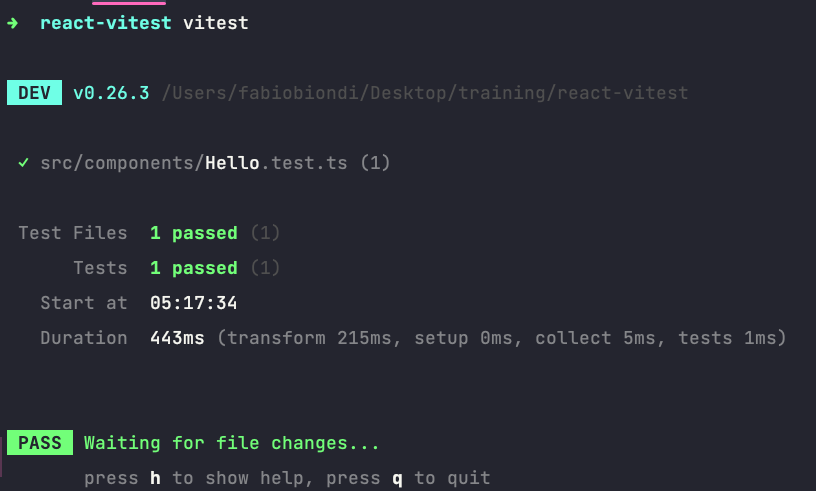 → react-vitest vitest
DEV v0.26.3 /Users/fabiobiondi/Desktop/training/react-vitest
✓ src/components/Hello.test.ts (1)
Test Files 1 passed (1)
Tests 1 passed (1)
Start at 05:17:34
Duration 443ms (transform 215ms, setup 0ms, collect 5ms, tests 1ms)
PASS Waiting for file changes...
press h to show help, press q to quit